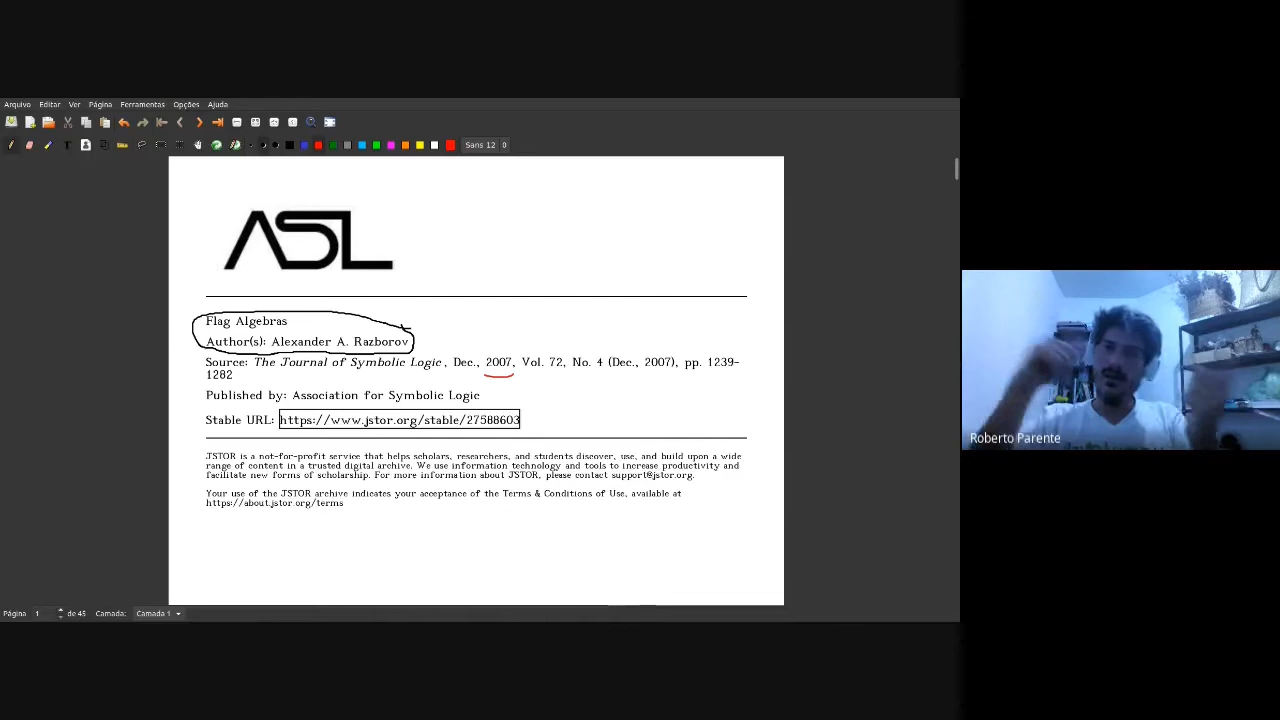 Arquivo Editar Ver Página Ferramentas Opções Ajuda
Sans 12
ASL
Flag Algebras
Author(s): Alexander A. Razborov
Source: The Journal of Symbolic Logic, Dec., 2007, Vol. 72, No. 4 (Dec., 2007), pp. 1239-
1282
Published by: Association for Symbolic Logic
Stable URL: https://www.jstor.org/stable/27588603
JSTOR is a not-for-profit service that helps scholars, researchers, and students discover, use, and build upon a wide
range of content in a trusted digital archive. We use information technology and tools to increase productivity and
facilitate new forms of scholarship. For more information about JSTOR, please contact support@jstor.org.
Your use of the JSTOR archive indicates your acceptance of the Terms & Conditions of Use, available at
https://about.jstor.org/terms
Roberto Parente
Página 1 de 45 Camada: Camada 1